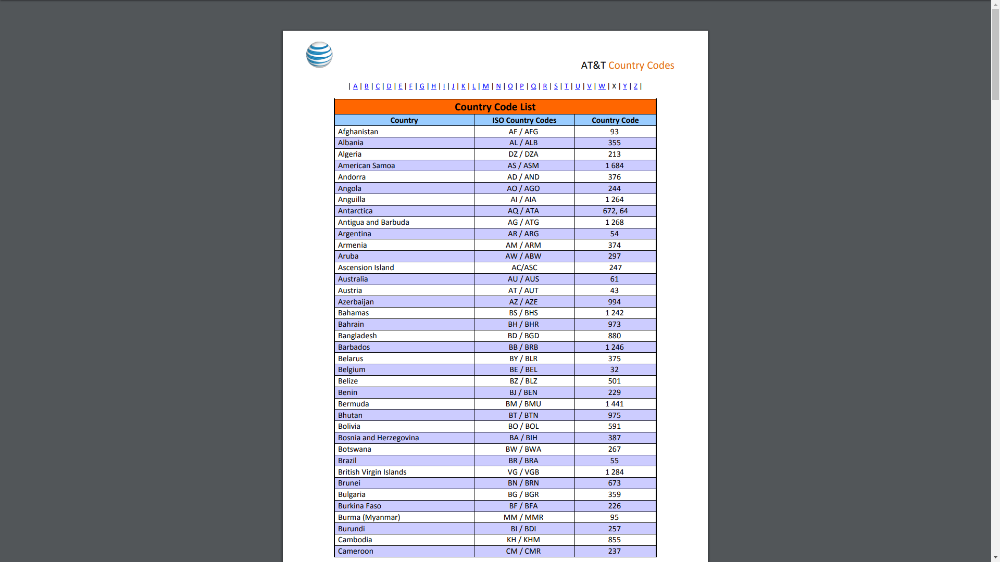 AT&T Country Codes
| A | B | C | D | E | F | G | H | I | J | K | L | M | N | O | P | Q | R | S | T | U | V | W | X | Y | Z |
Country Code List
Country ISO Country Codes Country Code
Afghanistan AF / AFG 93
Albania AL / ALB 355
Algeria DZ / DZA 213
American Samoa AS / ASM 1 684
Andorra AD / AND 376
Angola AO / AGO 244
Anguilla AI / AIA 1 264
Antarctica AQ / ATA 672, 64
Antigua and Barbuda AG / ATG 1 268
Argentina AR / ARG 54
Armenia AM / ARM 374
Aruba AW / ABW 297
Ascension Island AC/ASC 247
Australia AU / AUS 61
Austria AT / AUT 43
Azerbaijan AZ / AZE 994
Bahamas BS / BHS 1 242
Bahrain BH / BHR 973
Bangladesh BD / BGD 880
Barbados BB / BRB 1 246
Belarus BY / BLR 375
Belgium BE / BEL 32
Belize BZ / BLZ 501
Benin BJ / BEN 229
Bermuda BM / BMU 1 441
Bhutan BT / BTN 975
Bolivia BO / BOL 591
Bosnia and Herzegovina BA / BIH 387
Botswana BW / BWA 267
Brazil BR / BRA 55
British Virgin Islands VG / VGB 1 284
Brunei BN / BRN 673
Bulgaria BG / BGR 359
Burkina Faso BF / BFA 226
Burma (Myanmar) MM / MMR 95
Burundi BI / BDI 257
Cambodia KH / KHM 855
Cameroon CM / CMR 237